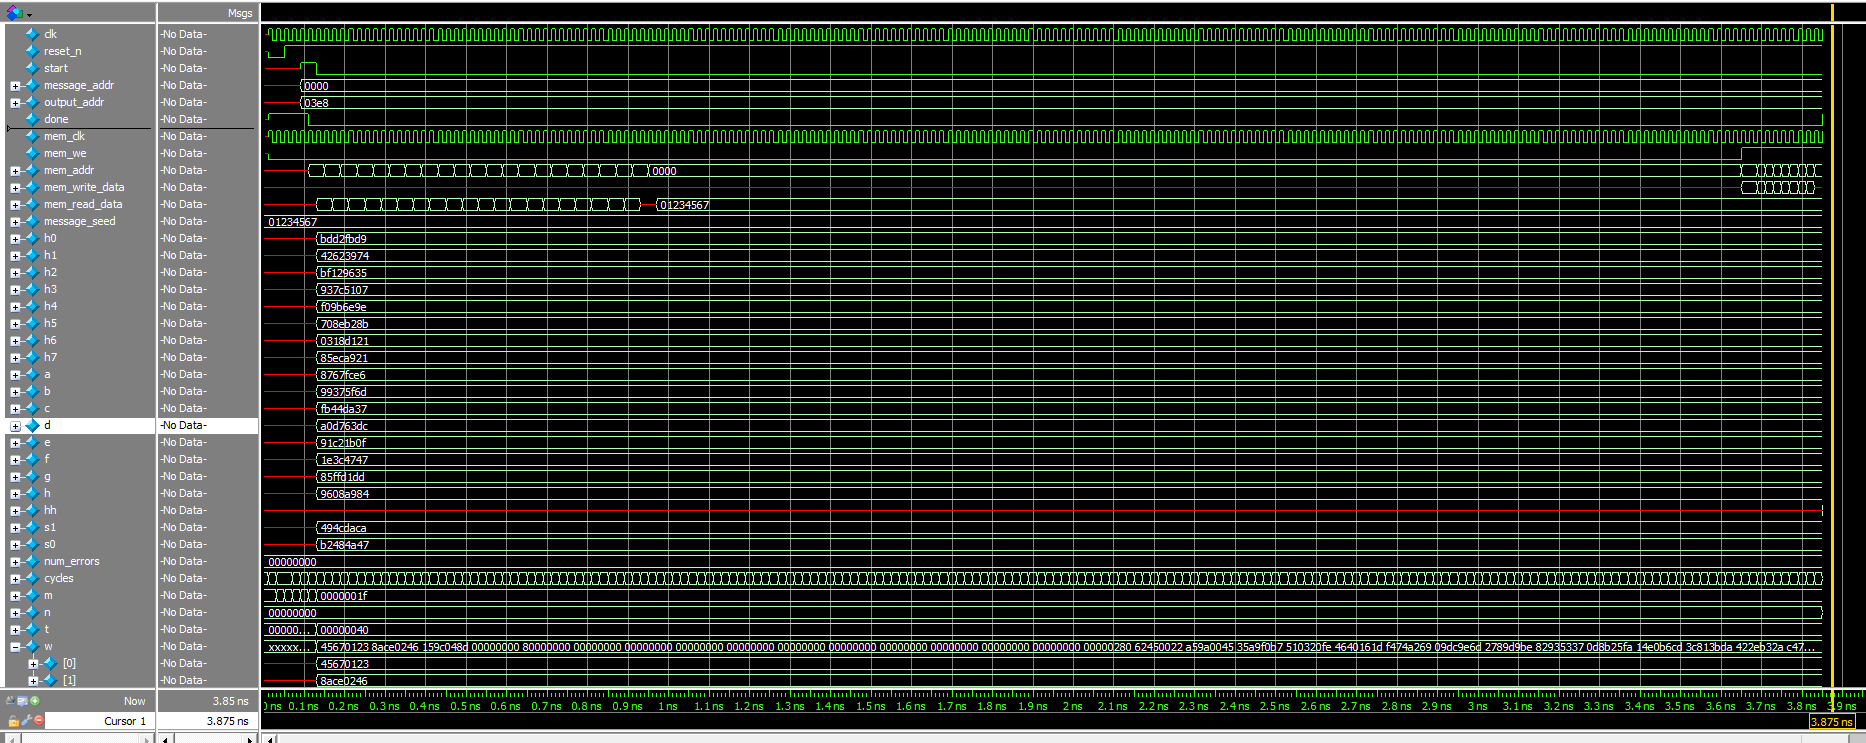 Msgs
clk -No Data-
reset_n -No Data-
start -No Data-
message_addr -No Data- 0000
output_addr -No Data- 03e8
done -No Data-
mem_clk -No Data-
mem_we -No Data-
mem_addr -No Data- 0000
mem_write_data -No Data-
mem_read_data -No Data- 01234567
message_seed -No Data- 01234567
h0 -No Data- bdd2fbd9
h1 -No Data- 42623974
h2 -No Data- bf129635
h3 -No Data- 937c5107
h4 -No Data- f09b6e9e
h5 -No Data- 708eb28b
h6 -No Data- 0318d121
h7 -No Data- 85eca921
a -No Data- 8767fce6
b -No Data- 99375f6d
c -No Data- fb44da37
d -No Data- a0d763dc
e -No Data- 91c21b0f
f -No Data- 1e3c4747
g -No Data- 85ffd1dd
h -No Data- 9608a984
hh -No Data-
s1 -No Data- 494cdaca
s0 -No Data- b2484a47
num_errors -No Data- 00000000
cycles -No Data-
m -No Data- 0000001f
n -No Data- 00000000
t -No Data- 00000... 00000040
w -No Data- xxxxx... 45670123 8ace0246 159c048d 00000000 80000000 00000000 00000000 00000000 00000000 00000000 00000000 00000000 00000000 00000000 00000000 00000280 62450022 a59a0045 35a9f0b7 510320fe 4640161d f474a269 09dc9e6d 2789d9be 82935337 0d8b25fa 14e0b6cd 3c813bda 422eb32a c47...
[0] -No Data- 45670123
[1] -No Data- 8ace0246
Now 3.85 ns
ns 0.1 ns 0.2 ns 0.3 ns 0.4 ns 0.5 ns 0.6 ns 0.7 ns 0.8 ns 0.9 ns 1 ns 1.1 ns 1.2 ns 1.3 ns 1.4 ns 1.5 ns 1.6 ns 1.7 ns 1.8 ns 1.9 ns 2 ns 2.1 ns 2.2 ns 2.3 ns 2.4 ns 2.5 ns 2.6 ns 2.7 ns 2.8 ns 2.9 ns 3 ns 3.1 ns 3.2 ns 3.3 ns 3.4 ns 3.5 ns 3.6 ns 3.7 ns 3.8 ns 3.9 ns
Cursor 1 3.875 ns 3.875 ns